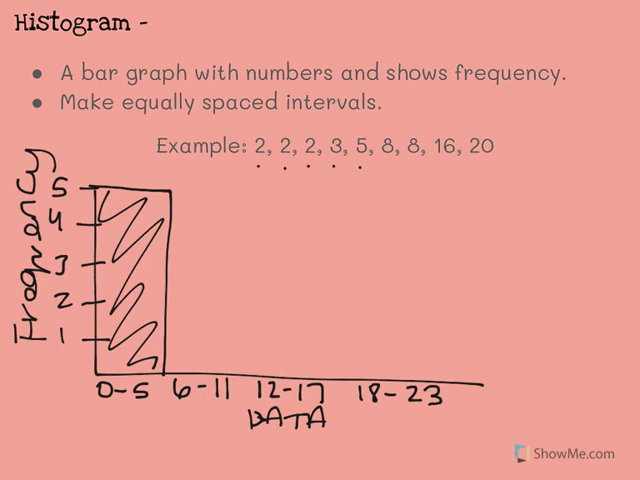 Histogram -
● A bar graph with numbers and shows frequency.
● Make equally spaced intervals.
Example: 2, 2, 2, 3, 5, 8, 8, 16, 20
Frequency
5
4
3
2
1
0-5 6-11 12-17 18-23
DATA
ShowMe.com